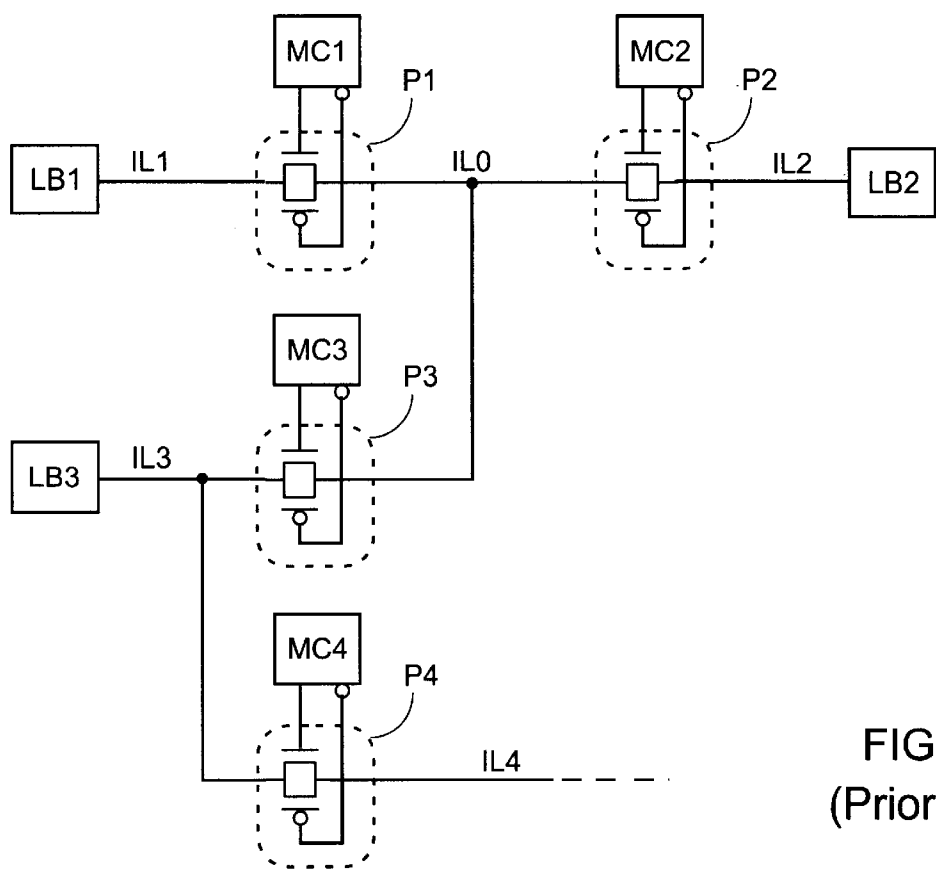 MC1
MC2
P1
P2
LB1
IL1
IL0
IL2
LB2
MC3
P3
LB3
IL3
MC4
P4
IL4
FIG
(Prior